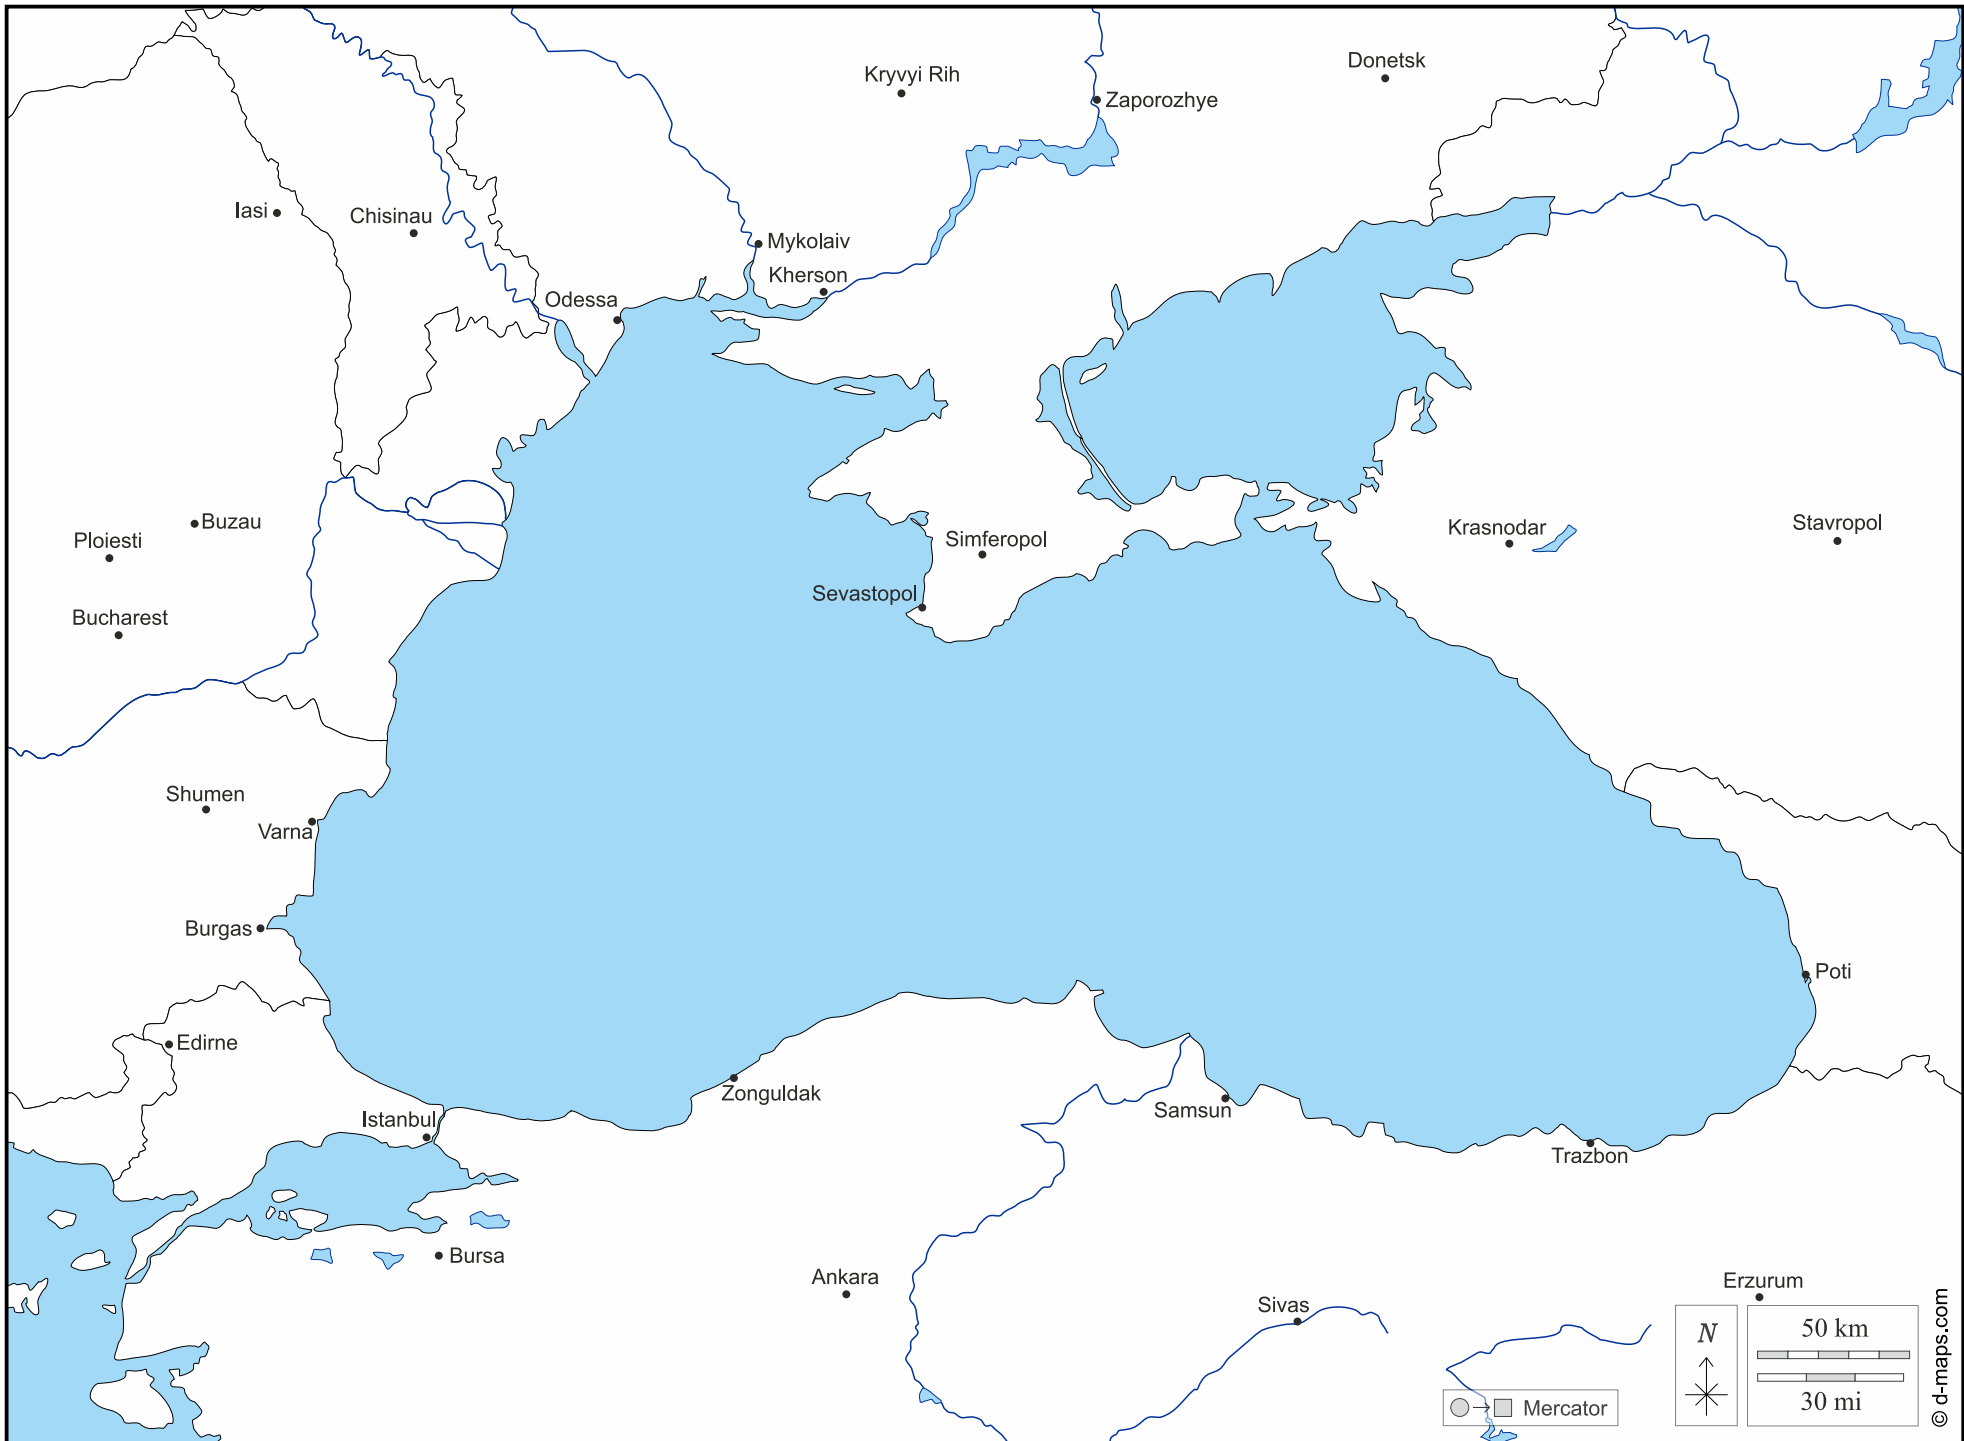 Donetsk
Kryvyi Rih
Zaporozhye
Iasi
Chisinau
Mykolaiv
Kherson
Odessa
Buzau
Ploiesti
Bucharest
Simferopol
Sevastopol
Krasnodar
Stavropol
Shumen
Varna
Burgas
Poti
Edirne
Zonguldak
Istanbul
Samsun
Trazbon
Bursa
Ankara
Sivas
Erzurum
N
50 km
30 mi
Mercator
© d-maps.com